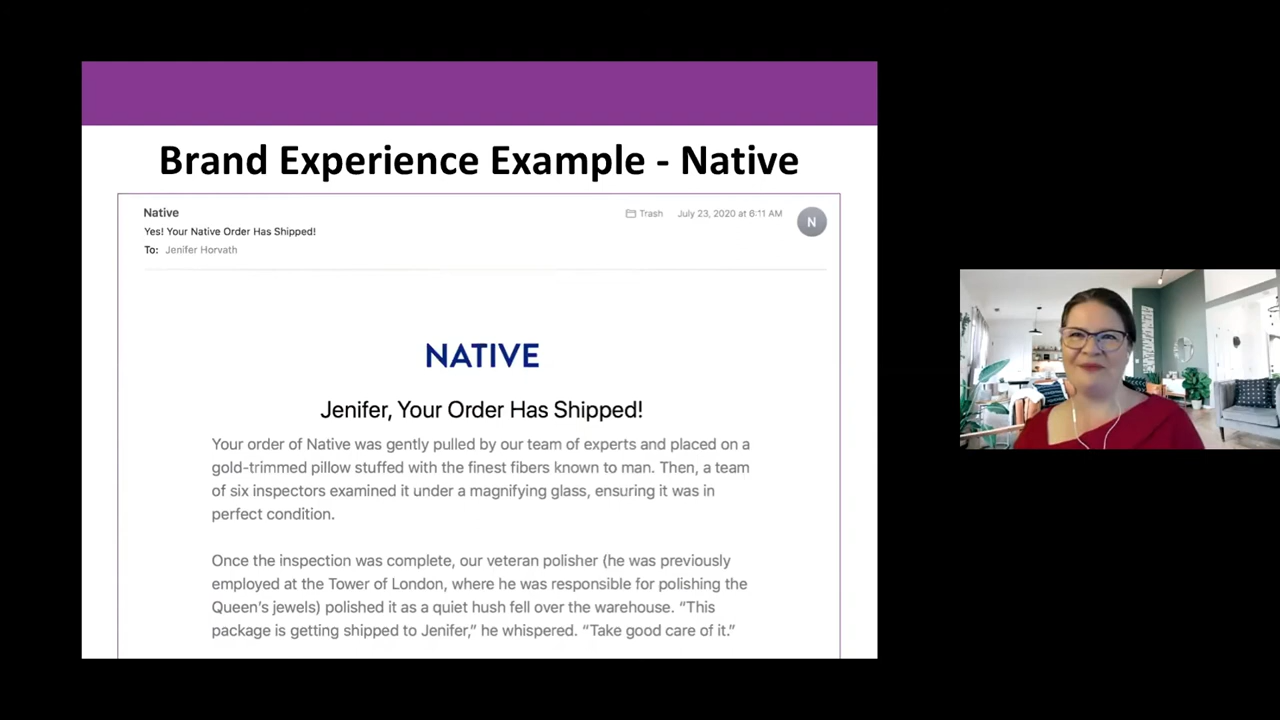 Brand Experience Example - Native
Native
Trash July 23, 2020 at 6:11 AM
N
Yes! Your Native Order Has Shipped!
To: Jenifer Horvath
NATIVE
Jenifer, Your Order Has Shipped!
Your order of Native was gently pulled by our team of experts and placed on a
gold-trimmed pillow stuffed with the finest fibers known to man. Then, a team
of six inspectors examined it under a magnifying glass, ensuring it was in
perfect condition.
Once the inspection was complete, our veteran polisher (he was previously
employed at the Tower of London, where he was responsible for polishing the
Queen’s jewels) polished it as a quiet hush fell over the warehouse. “This
package is getting shipped to Jenifer,” he whispered. “Take good care of it.”